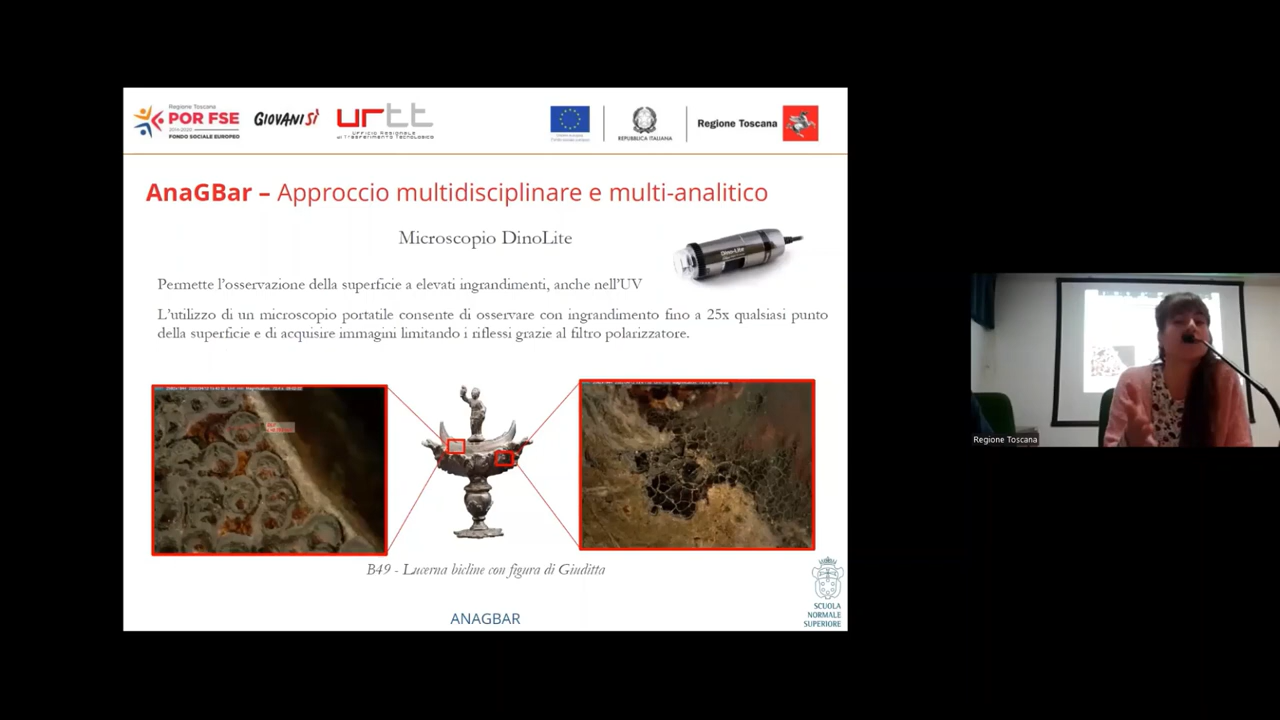 Regione Toscana
POR FSE
2014-2020
FONDO SOCIALE EUROPEO
GIOVANISÌ
urtt
Ufficio Regionale
di Trasferimento Tecnologico
REPUBBLICA ITALIANA
Regione Toscana
AnaGBar – Approccio multidisciplinare e multi-analitico
Microscopio DinoLite
Dino-Lite
Permette l'osservazione della superficie a elevati ingrandimenti, anche nell'UV
L'utilizzo di un microscopio portatile consente di osservare con ingrandimento fino a 25x qualsiasi punto
della superficie e di acquisire immagini limitando i riflessi grazie al filtro polarizzatore.
B49 - Lucerna bicline con figura di Giuditta
ANAGBAR
SCUOLA
NORMALE
SUPERIORE
Regione Toscana